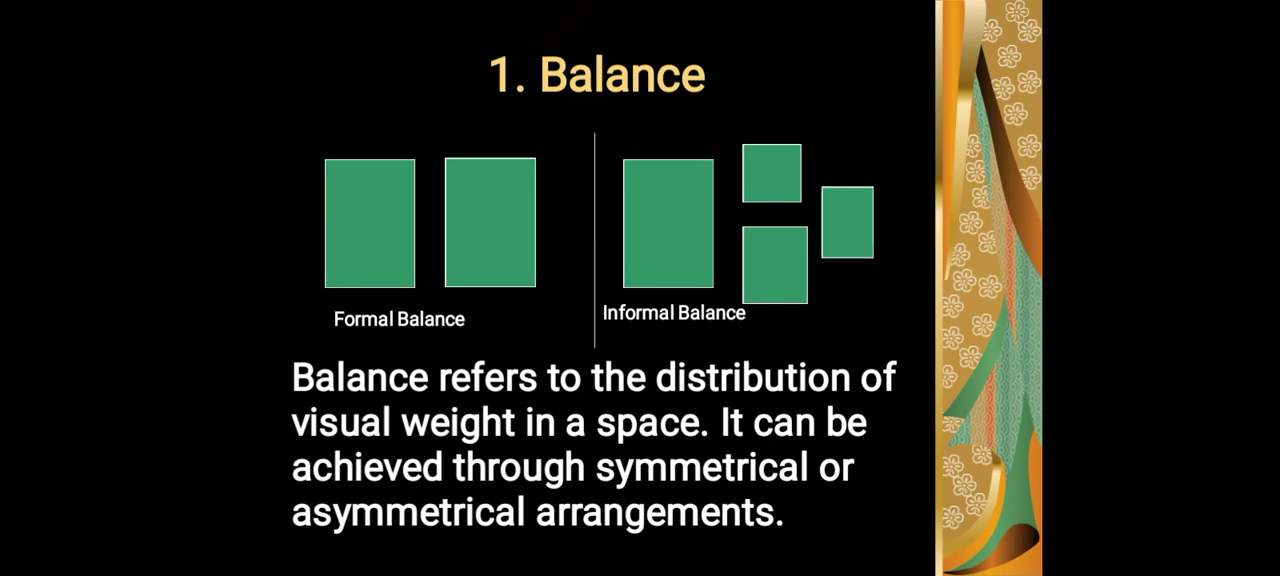 1. Balance
Formal Balance
Informal Balance
Balance refers to the distribution of
visual weight in a space. It can be
achieved through symmetrical or
asymmetrical arrangements.